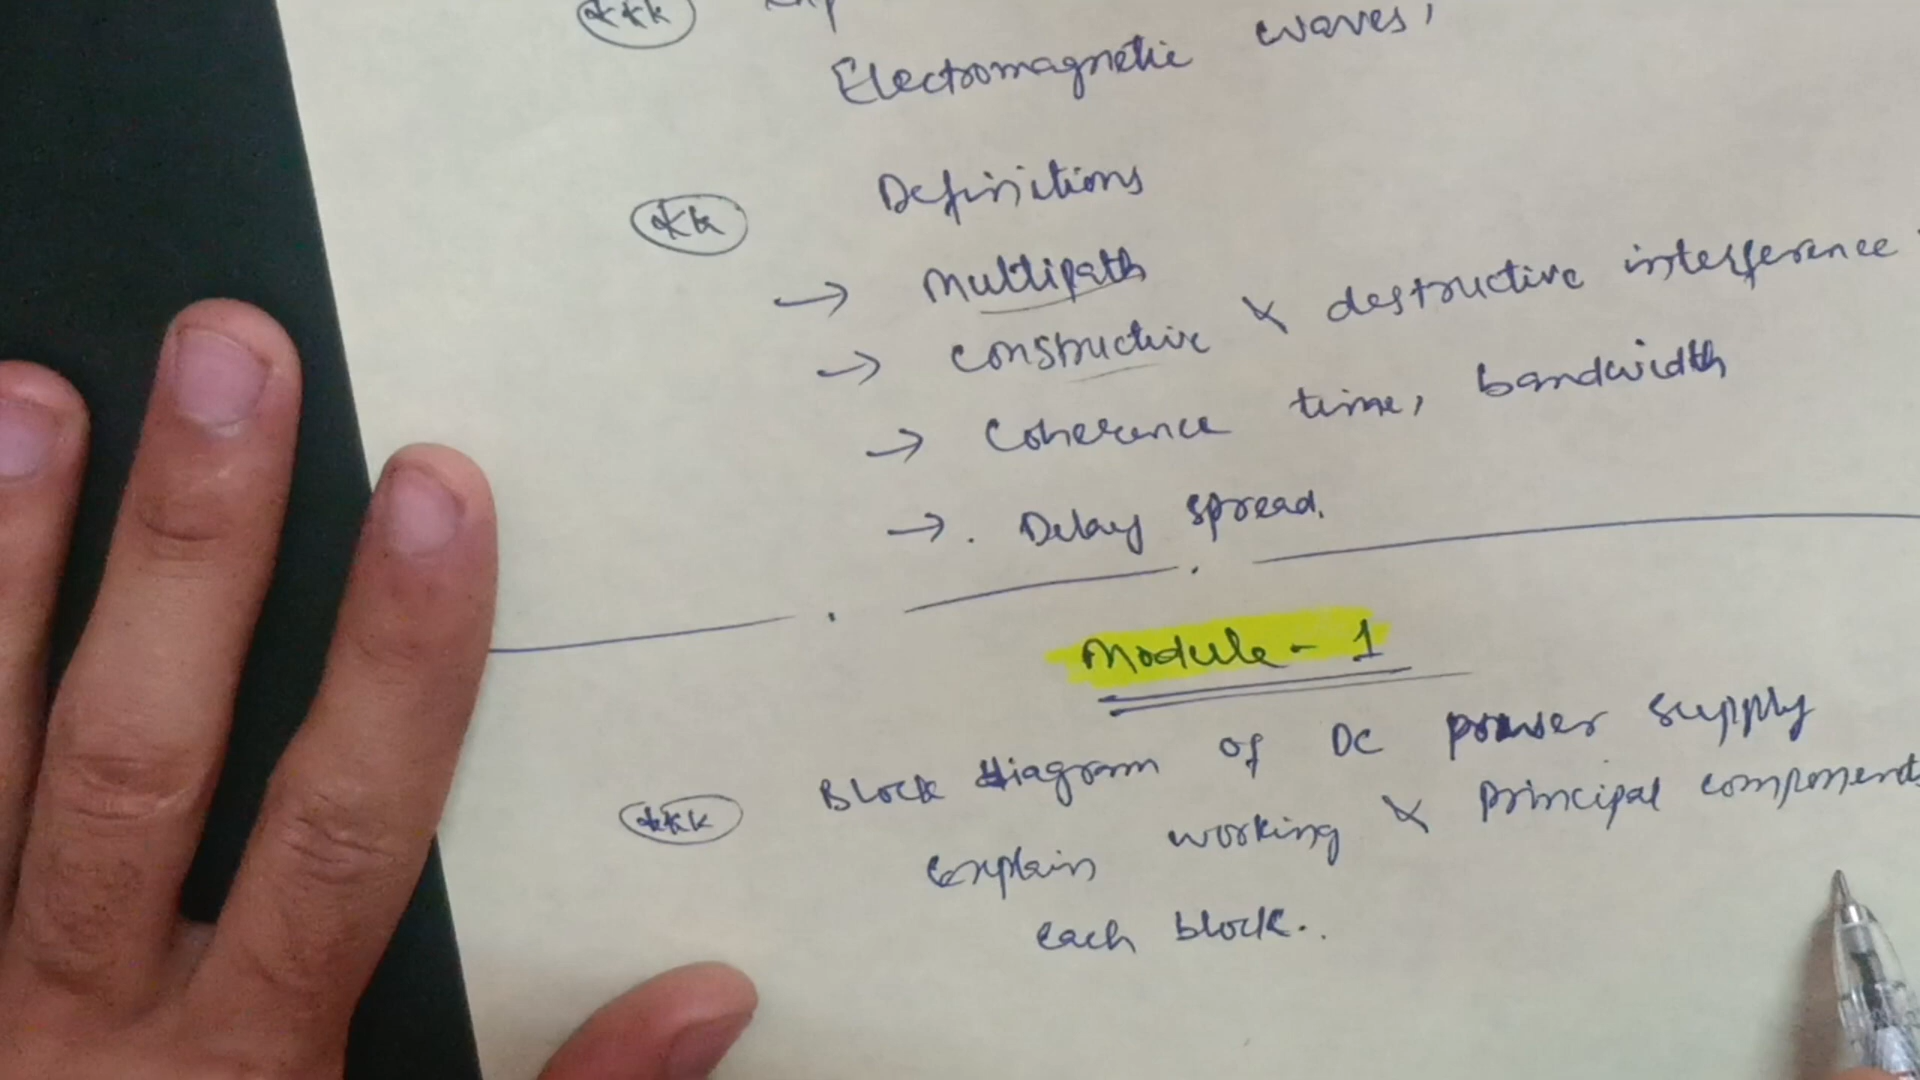 ***
Electromagnetic waves,
** Definitions
→ Multipath
→ Constructive & destructive interference
→ Coherence time, bandwidth
→ . Delay spread.
Module - 1
*** Block diagram of DC power supply
explain working & principal components
each block..